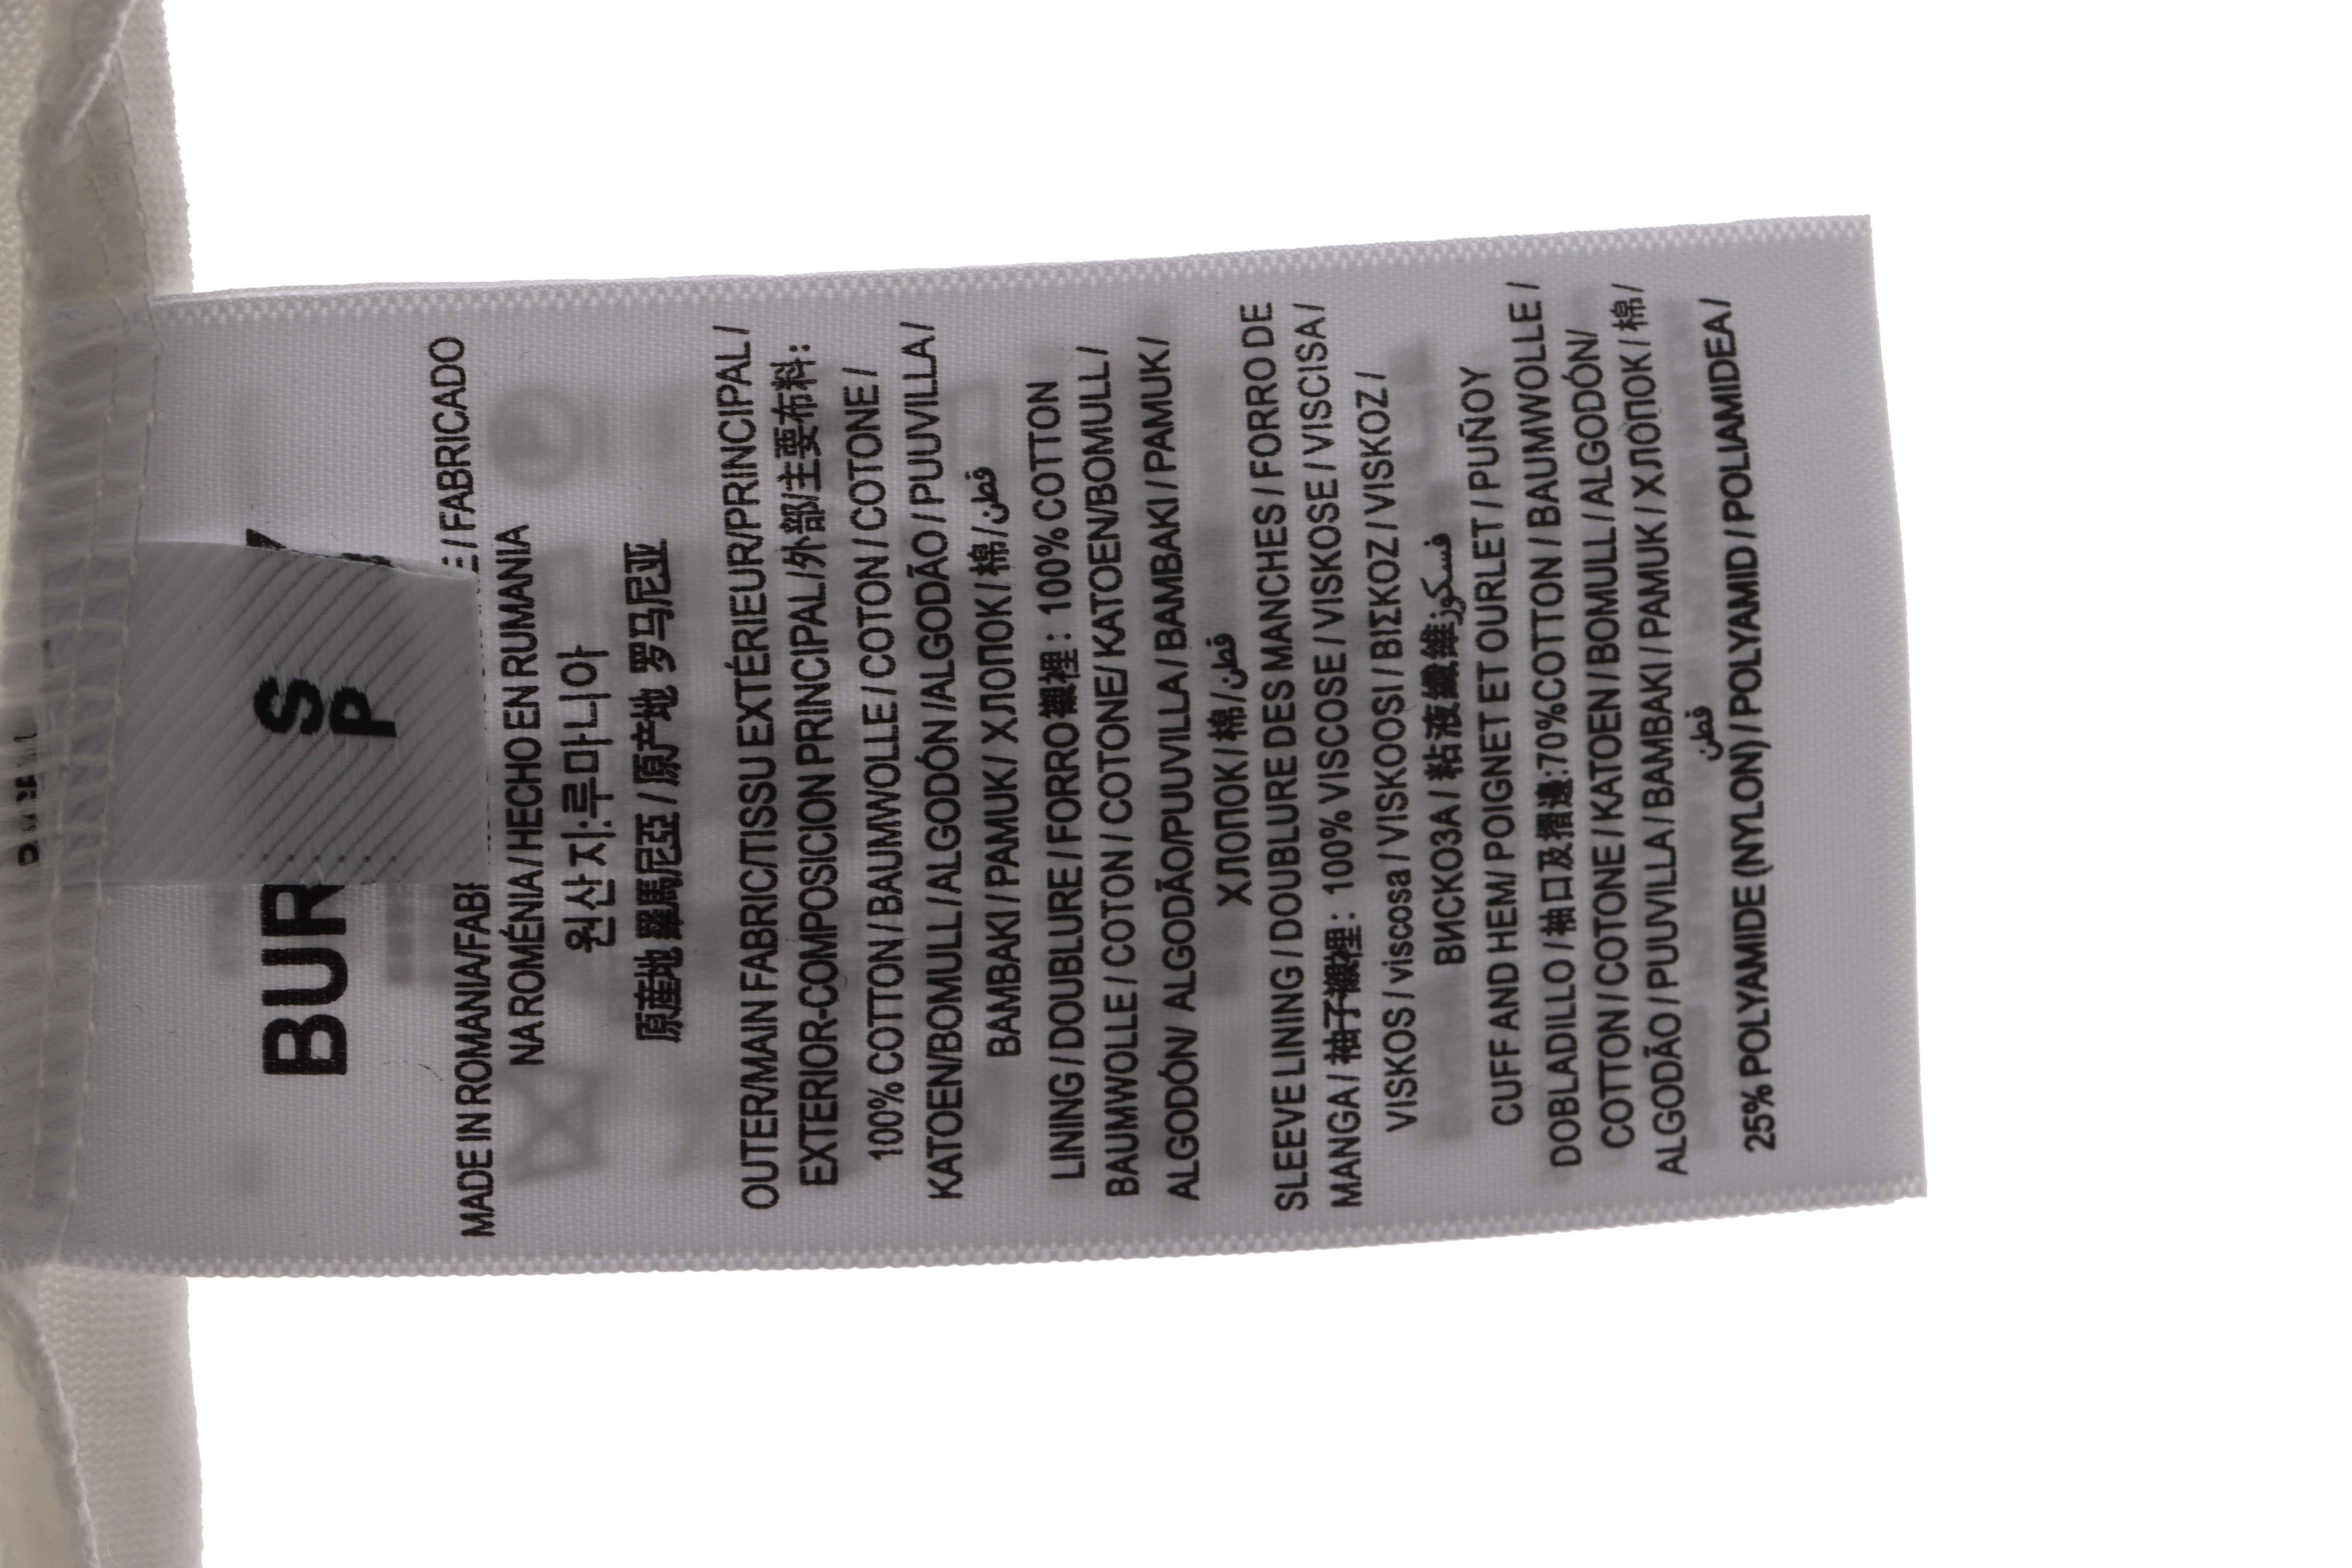 BUR
S
P
MADE IN ROMANIA/FABR E / FABRICADO
NA ROMÉNIA / HECHO EN RUMANIA
원산지:루마니아
原産地 羅馬尼亞 / 原产地 罗马尼亚
OUTER/MAIN FABRIC/TISSU EXTÉRIEUR/PRINCIPAL /
EXTERIOR-COMPOSICION PRINCIPAL /外部/主要布料:
100% COTTON / BAUMWOLLE / COTON / COTONE /
KATOEN/BOMULL / ALGODÓN /ALGODÃO / PUUVILLA /
BAMBAKI / PAMUK / ХЛОПОК / 棉 / قطن
LINING / DOUBLURE / FORRO 襯裡 : 100% COTTON
BAUMWOLLE / COTON / COTONE/ KATOEN/BOMULL /
ALGODÓN/ ALGODÃO/PUUVILLA / BAMBAKI / PAMUK /
ХЛОПОК / 棉 / قطن
SLEEVE LINING / DOUBLURE DES MANCHES / FORRO DE
MANGA / 袖子襯裡 : 100% VISCOSE / VISKOSE / VISCISA /
VISKOS / viscosa / VISKOOSI / ΒΙΣΚΟΖ / VISKOZ /
ВИСКОЗА / 粘液纖維 فسكوز
CUFF AND HEM/ POIGNET ET OURLET / PUÑOY
DOBLADILLO / 袖口及摺邊:70%COTTON / BAUMWOLLE /
COTTON / COTONE / KATOEN / BOMULL / ALGODÓN/
ALGODÃO / PUUVILLA / BAMBAKI / PAMUK / ХЛОПОК / 棉/
قطن
25% POLYAMIDE (NYLON) / POLYAMID / POLIAMIDEA /